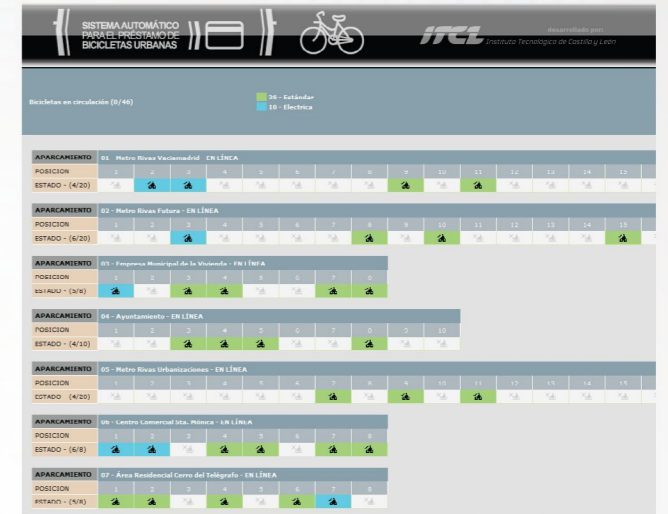 SISTEMA AUTOMÁTICO
PARA EL PRÉSTAMO DE
BICICLETAS URBANAS
ITCL
desarrollado por:
Instituto Tecnológico de Castilla y León
Bicicletas en circulación (0/46)
36 - Estándar
10 - Electrica
APARCAMIENTO 01 - Metro Rivas Vaciamadrid - EN LÍNEA
POSICION 1 2 3 4 5 6 7 8 9 10 11 12 13 14 15
ESTADO - (4/20)
APARCAMIENTO 02 - Metro Rivas Futura - EN LÍNEA
POSICION 1 2 3 4 5 6 7 8 9 10 11 12 13 14 15
ESTADO - (6/20)
APARCAMIENTO 03 - Empresa Municipal de la Vivienda - EN LÍNEA
POSICION 1 2 3 4 5 6 7 8
ESTADO - (5/8)
APARCAMIENTO 04 - Ayuntamiento - EN LÍNEA
POSICION 1 2 3 4 5 6 7 8 9 10
ESTADO - (4/10)
APARCAMIENTO 05 - Metro Rivas Urbanizaciones - EN LÍNEA
POSICION 1 2 3 4 5 6 7 8 9 10 11 12 13 14 15
ESTADO - (4/20)
APARCAMIENTO 06 - Centro Comercial Sta. Mónica - EN LÍNEA
POSICION 1 2 3 4 5 6 7 8
ESTADO - (6/8)
APARCAMIENTO 07 - Área Residencial Cerro del Telégrafo - EN LÍNEA
POSICION 1 2 3 4 5 6 7 8
ESTADO - (5/8)